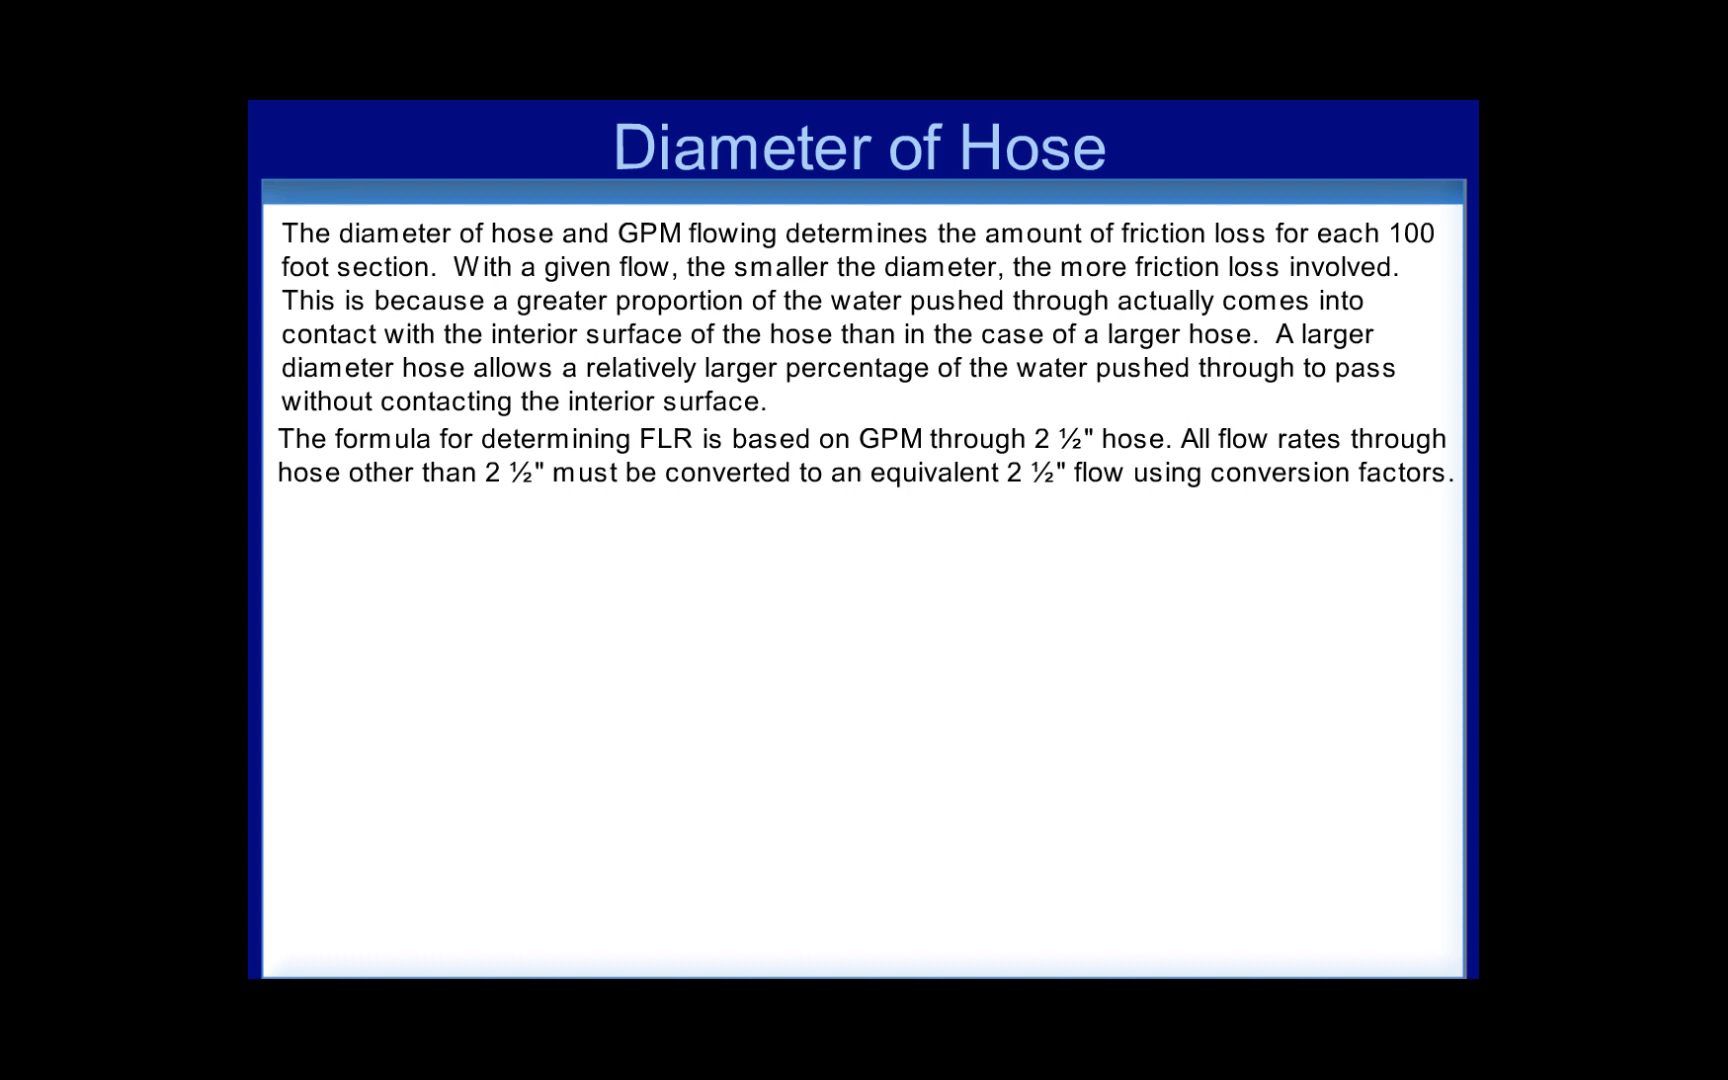 Diameter of Hose
The diameter of hose and GPM flowing determines the amount of friction loss for each 100
foot section.  With a given flow, the smaller the diameter, the more friction loss involved.
This is because a greater proportion of the water pushed through actually comes into
contact with the interior surface of the hose than in the case of a larger hose.  A larger
diameter hose allows a relatively larger percentage of the water pushed through to pass
without contacting the interior surface.
The formula for determining FLR is based on GPM through 2 ½" hose. All flow rates through
hose other than 2 ½" must be converted to an equivalent 2 ½" flow using conversion factors.